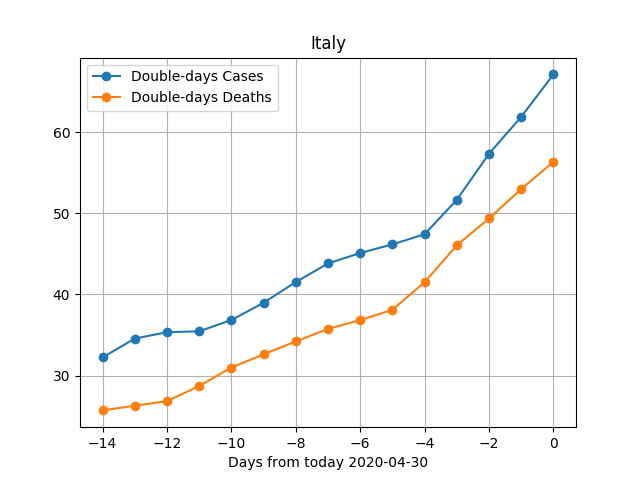 Italy
Double-days Cases
Double-days Deaths
60
50
40
30
−14 −12 −10 −8 −6 −4 −2 0
Days from today 2020-04-30